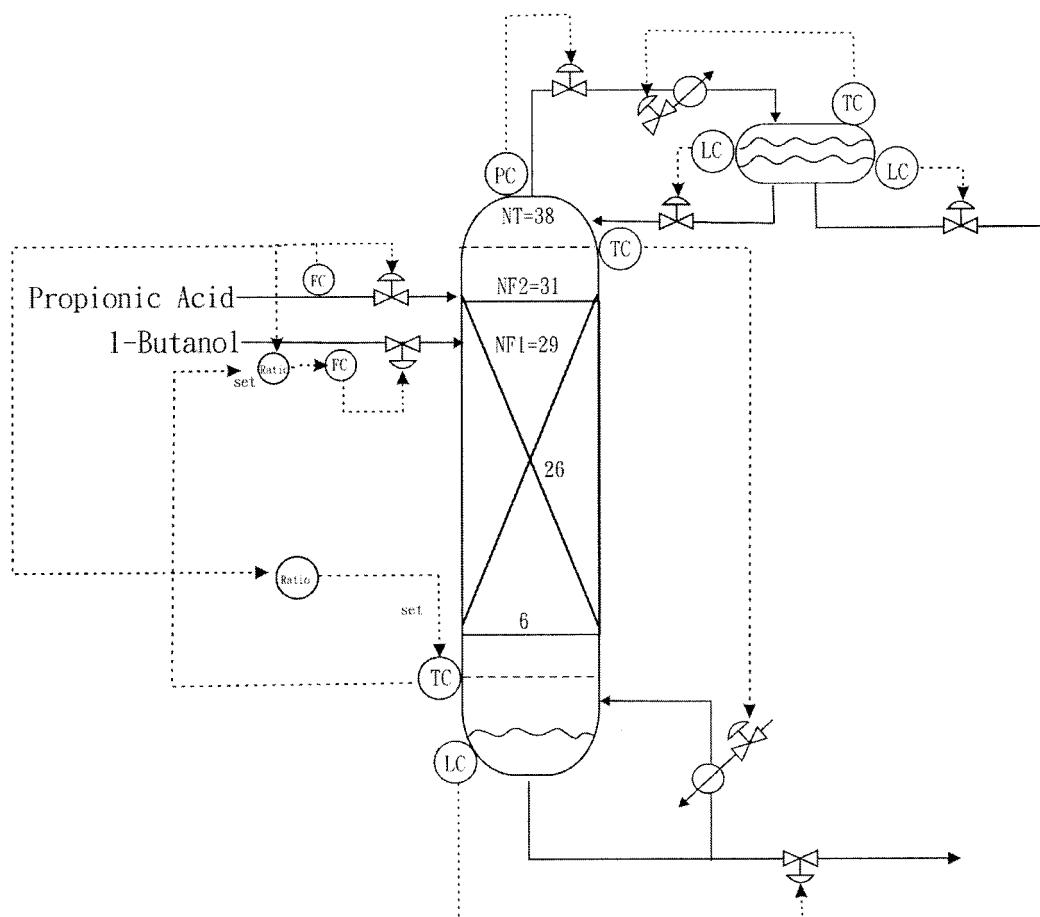 TC
LC
LC
PC
NT=38
TC
FC
NF2=31
Propionic Acid
1-Butanol
NF1=29
set
Ratio
FC
26
Ratio
set
6
TC
LC